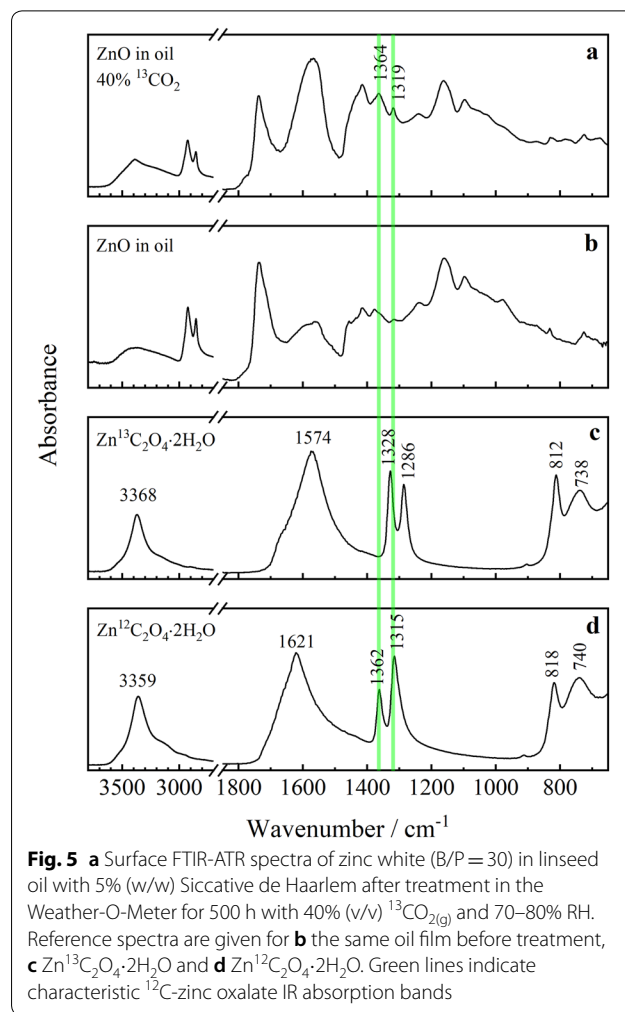 ZnO in oil
40% ¹³CO₂
a
1364
1319
ZnO in oil
b
Zn¹³C₂O₄·2H₂O
c
3368
1574
1328
1286
812
738
Zn¹²C₂O₄·2H₂O
d
3359
1621
1362
1315
818
740
Absorbance
3500 3000 1800 1600 1400 1200 1000 800
Wavenumber / cm⁻¹
Fig. 5 a Surface FTIR-ATR spectra of zinc white (B/P = 30) in linseed
oil with 5% (w/w) Siccative de Haarlem after treatment in the
Weather-O-Meter for 500 h with 40% (v/v) ¹³CO₂₍g₎ and 70–80% RH.
Reference spectra are given for b the same oil film before treatment,
c Zn¹³C₂O₄·2H₂O and d Zn¹²C₂O₄·2H₂O. Green lines indicate
characteristic ¹²C-zinc oxalate IR absorption bands